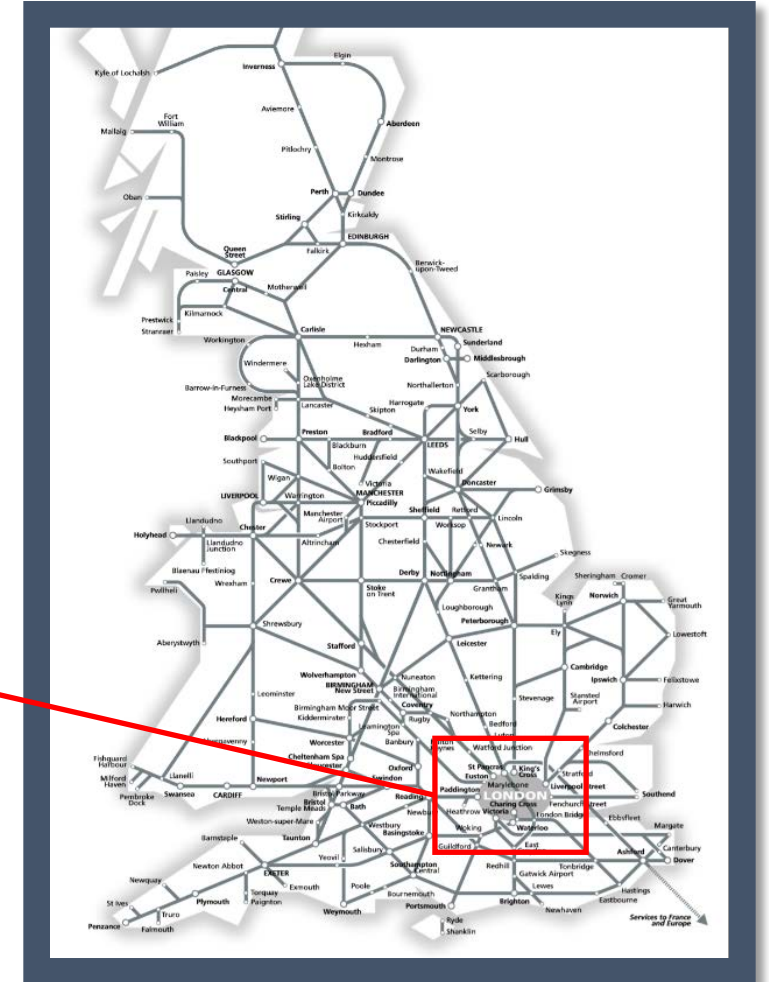 Elgin
Kyle of Lochalsh
Inverness
Aviemore
Fort
William
Aberdeen
Mallaig
Pitlochry
Montrose
Perth
Dundee
Oban
Stirling
Kirkcaldy
EDINBURGH
Queen
Street
Falkirk
Berwick-
upon-Tweed
Paisley
GLASGOW
Central
Motherwell
Kilmarnock
Prestwick
Stranraer
Carlisle
NEWCASTLE
Workington
Hexham
Durham
Sunderland
Darlington
Middlesbrough
Windermere
Scarborough
Oxenholme
Lake District
Northallerton
Barrow-in-Furness
Morecambe
Heysham Port
Lancaster
Harrogate
York
Skipton
Blackpool
Preston
Bradford
Selby
Hull
Blackburn
LEEDS
Huddersfield
Southport
Bolton
Wakefield
Wigan
Victoria
Doncaster
LIVERPOOL
Warrington
MANCHESTER
Piccadilly
Grimsby
Manchester
Airport
Sheffield
Retford
Lincoln
Llandudno
Stockport
Worksop
Holyhead
Chester
Llandudno
Junction
Altrincham
Chesterfield
Newark
Skegness
Blaenau Ffestiniog
Derby
Nottingham
Spalding
Sheringham
Cromer
Pwllheli
Wrexham
Crewe
Stoke
on Trent
Grantham
Kings
Lynn
Norwich
Great
Yarmouth
Loughborough
Peterborough
Shrewsbury
Ely
Lowestoft
Aberystwyth
Stafford
Leicester
Wolverhampton
Nuneaton
Kettering
Cambridge
BIRMINGHAM
New Street
Birmingham
International
Ipswich
Felixstowe
Leominster
Birmingham Moor Street
Coventry
Stevenage
Stansted
Airport
Harwich
Kidderminster
Rugby
Northampton
Hereford
Leamington
Spa
Bedford
Colchester
Worcester
Banbury
Luton
Watford Junction
Chelmsford
Fishguard
Harbour
Cheltenham Spa
Oxford
St Pancras
Euston
King's
Cross
Stratford
Milford
Haven
Llanelli
Swindon
Paddington
Marylebone
Liverpool Street
LONDON
Pembroke
Dock
Swansea
CARDIFF
Newport
Bristol Parkway
Reading
Charing Cross
Fenchurch Street
Southend
Bristol
Temple Meads
Bath
Heathrow
Victoria
London Bridge
Ebbsfleet
Weston-super-Mare
Westbury
Basingstoke
Woking
Waterloo
Margate
Barnstaple
Taunton
Salisbury
Guildford
East
Canterbury
Yeovil
Ashford
Dover
Newton Abbot
EXETER
Southampton
Central
Redhill
Tonbridge
Gatwick Airport
Newquay
Exmouth
Poole
Lewes
Hastings
Torquay
Paignton
Bournemouth
Eastbourne
St Ives
Plymouth
Weymouth
Portsmouth
Brighton
Newhaven
Truro
Penzance
Falmouth
Ryde
Shanklin
Services to France
and Europe